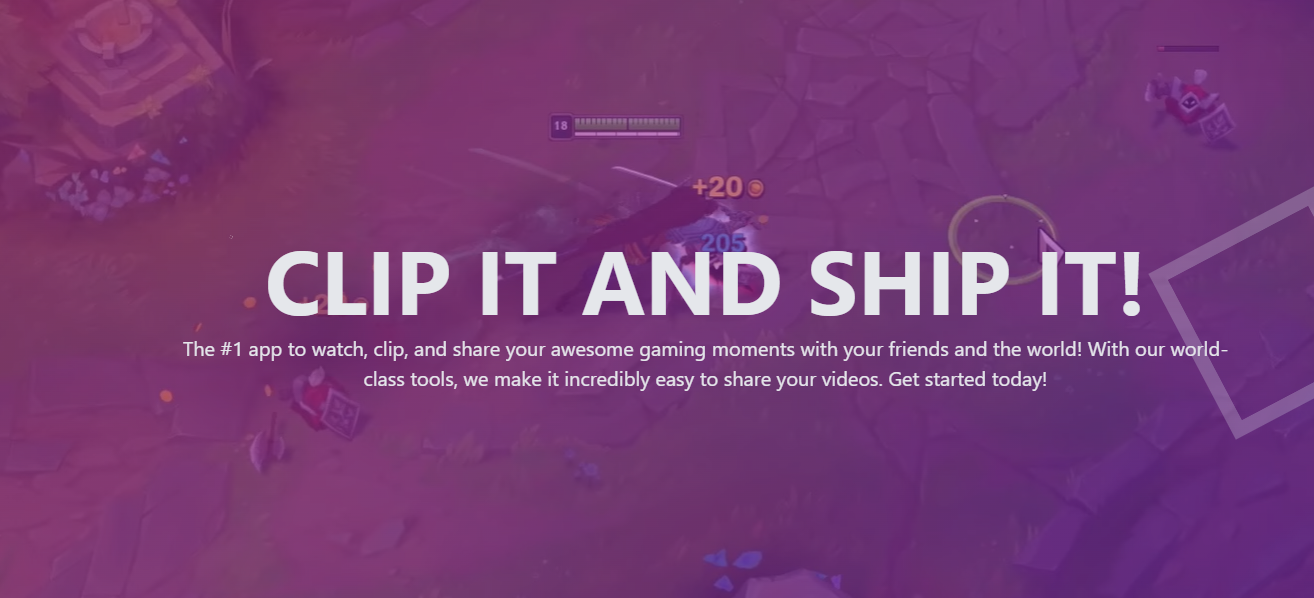 18
+20
205
CLIP IT AND SHIP IT!
The #1 app to watch, clip, and share your awesome gaming moments with your friends and the world! With our world-
class tools, we make it incredibly easy to share your videos. Get started today!